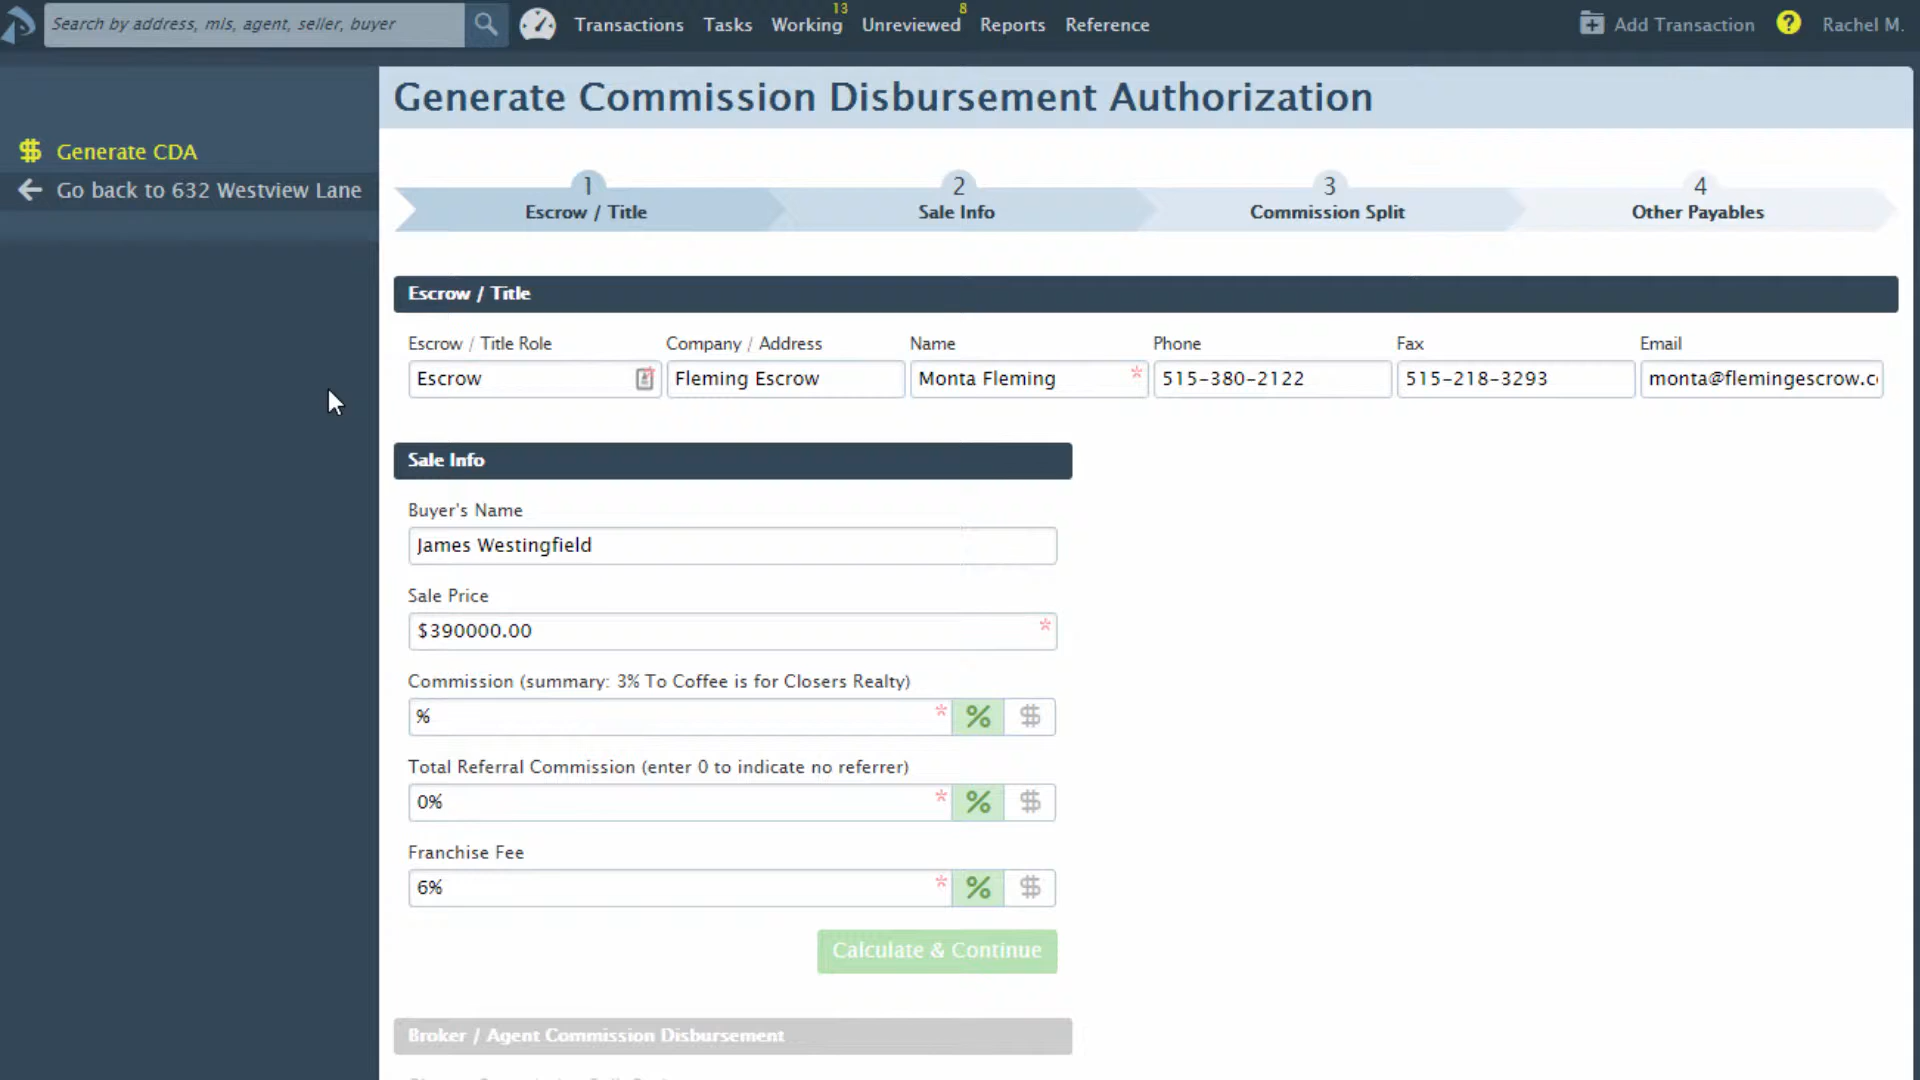 Search by address, mls, agent, seller, buyer
Transactions Tasks Working 13 Unreviewed 8 Reports Reference
Add Transaction ? Rachel M.
Generate Commission Disbursement Authorization
Generate CDA
Go back to 632 Westview Lane
1 2 3 4
Escrow / Title Sale Info Commission Split Other Payables
Escrow / Title
Escrow / Title Role Company / Address Name Phone Fax Email
Escrow Fleming Escrow Monta Fleming * 515-380-2122 515-218-3293 monta@flemingescrow.c
Sale Info
Buyer's Name
James Westingfield
Sale Price
$390000.00 *
Commission (summary: 3% To Coffee is for Closers Realty)
% * % $
Total Referral Commission (enter 0 to indicate no referrer)
0% * % $
Franchise Fee
6% * % $
Calculate & Continue
Broker / Agent Commission Disbursement